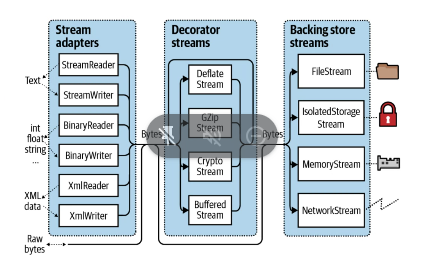 Stream
adapters
Decorator
streams
Backing store
streams
StreamReader
StreamWriter
BinaryReader
BinaryWriter
XmlReader
XmlWriter
Text
int
float
string
...
XML
data
Raw
bytes
Bytes
Deflate
Stream
GZip
Stream
Crypto
Stream
Buffered
Stream
Bytes
FileStream
IsolatedStorage
Stream
MemoryStream
NetworkStream